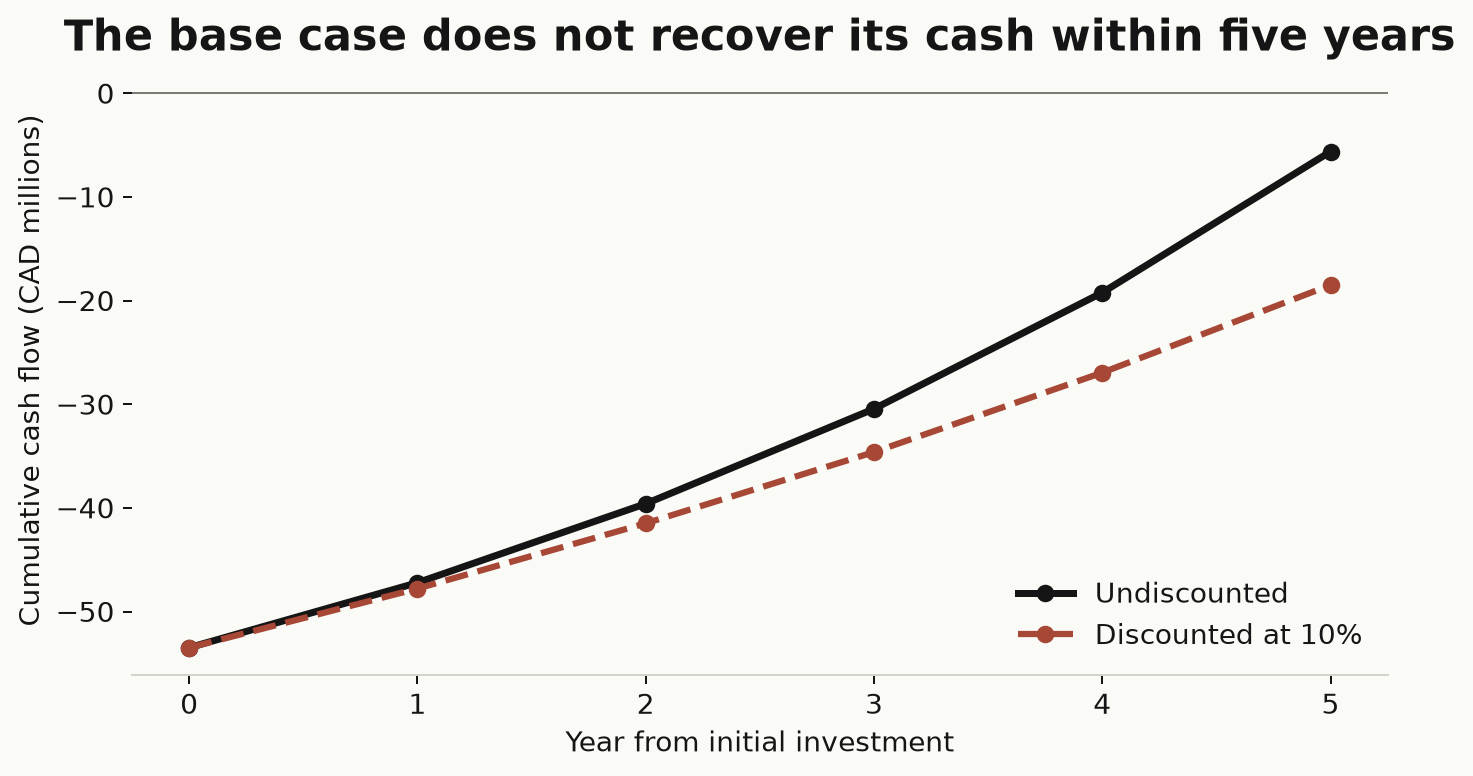 The base case does not recover its cash within five years
Cumulative cash flow (CAD millions)
0
−10
−20
−30
−40
−50
Undiscounted
Discounted at 10%
0 1 2 3 4 5
Year from initial investment